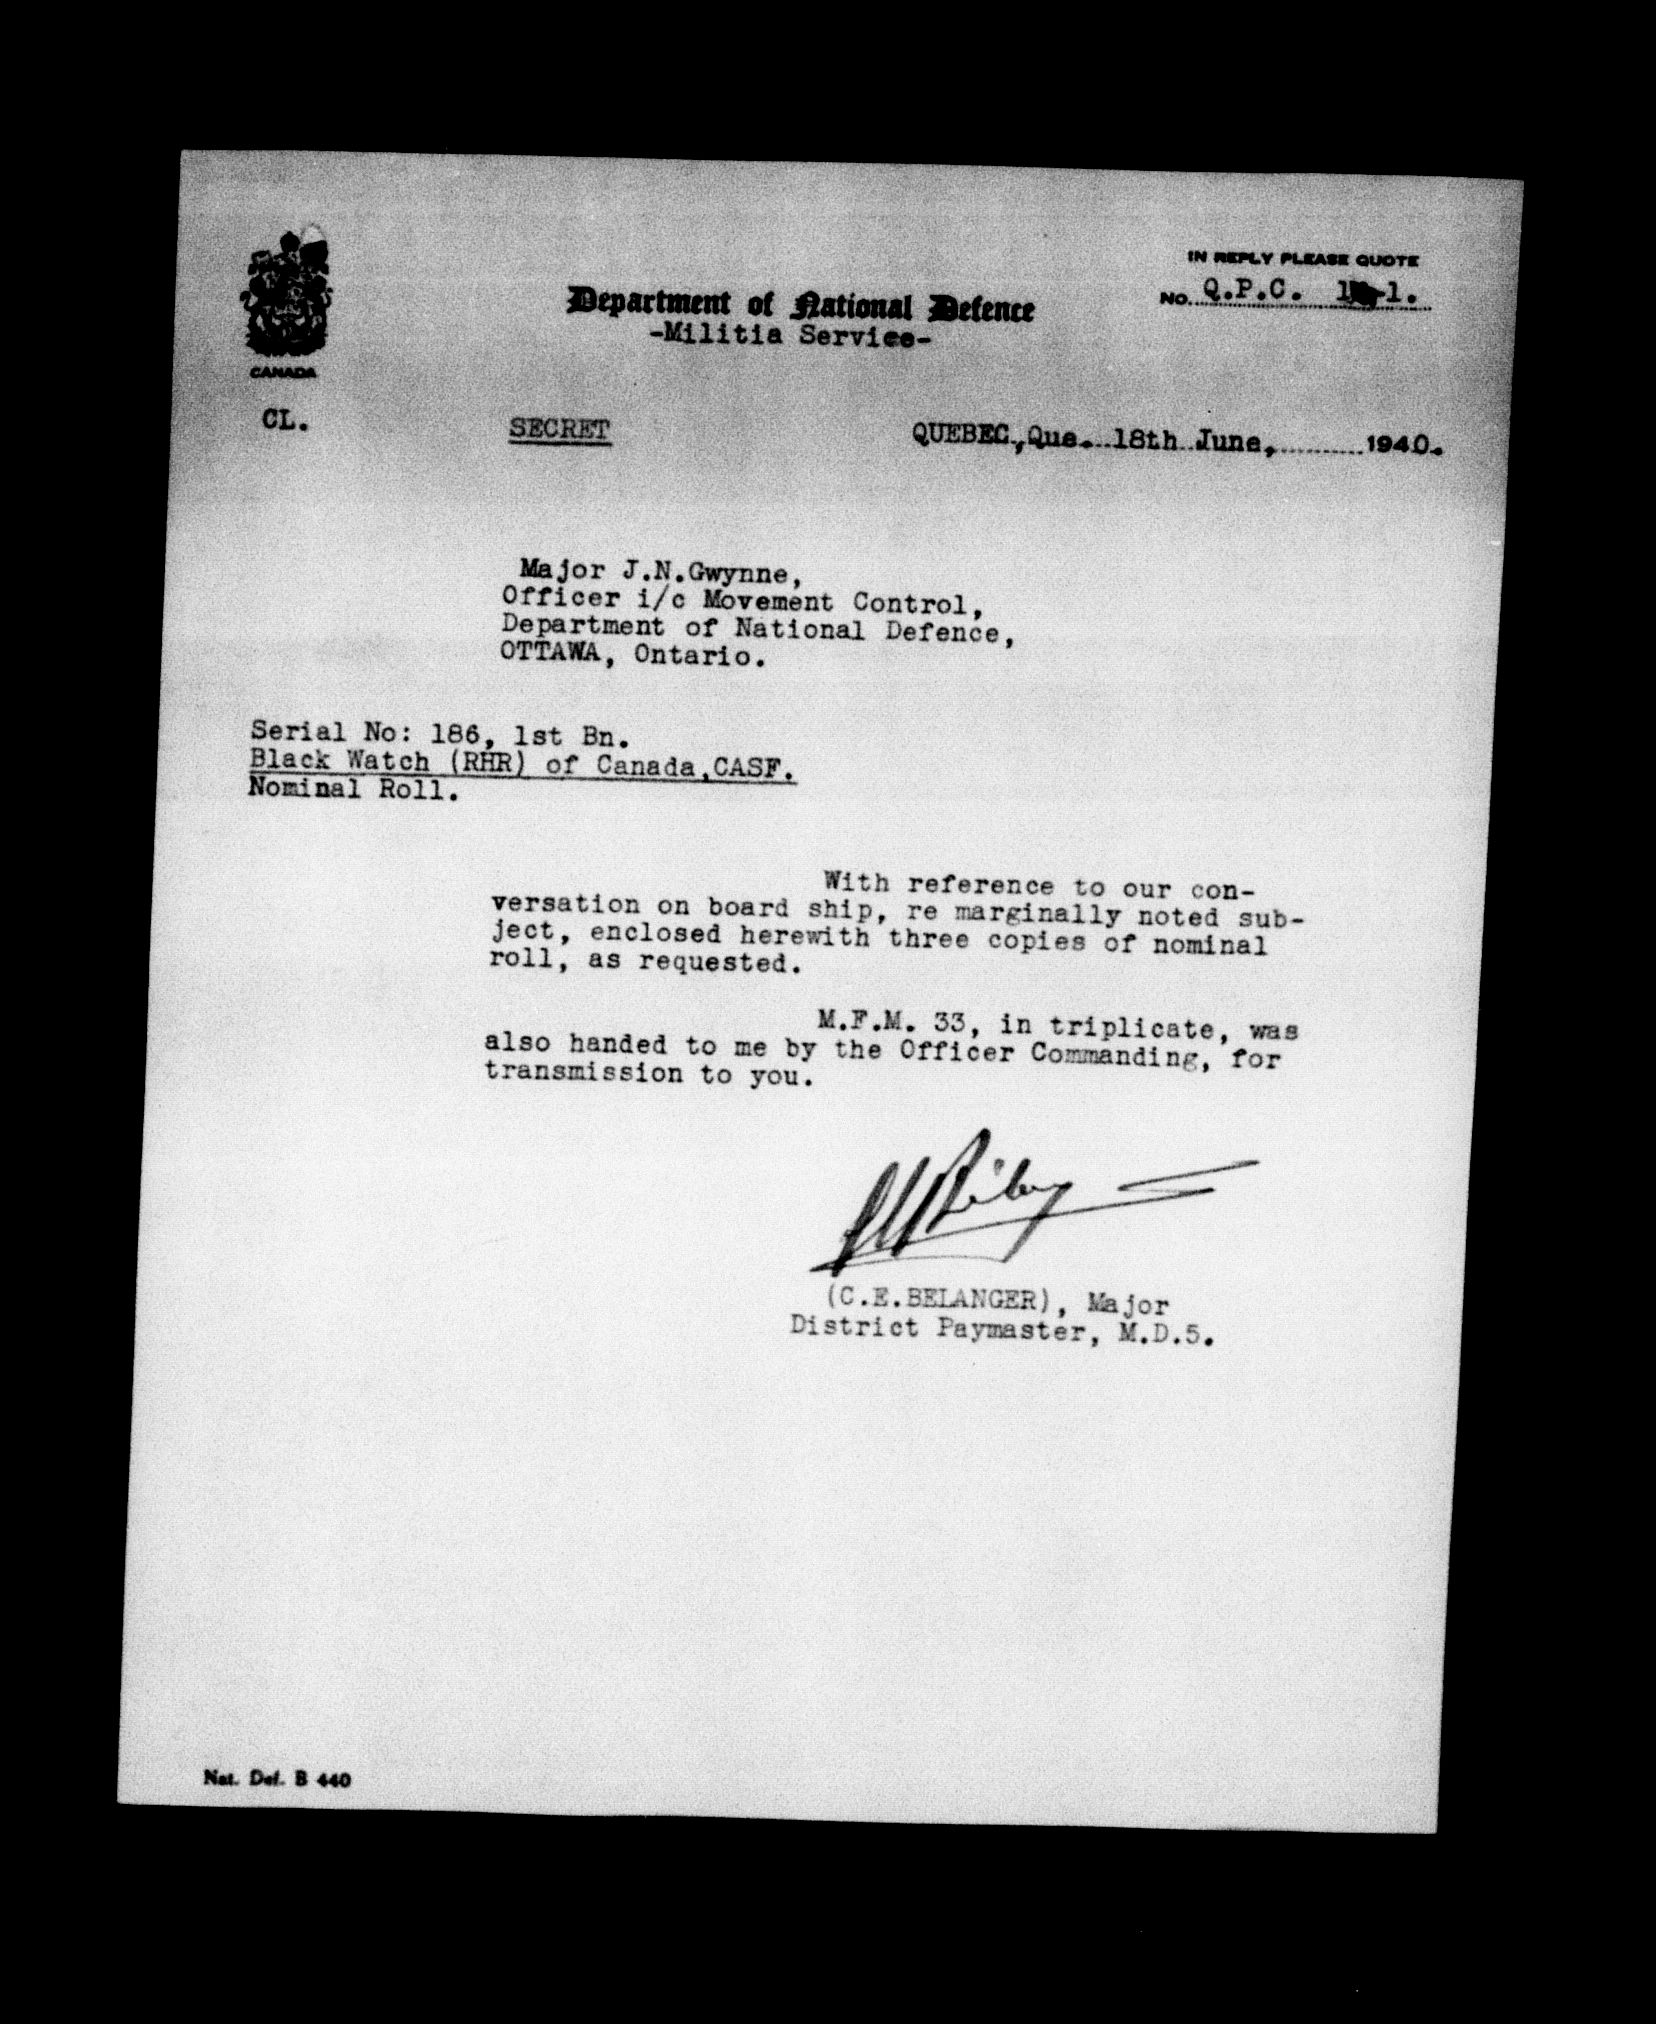 IN REPLY PLEASE QUOTE
No. Q.P.C. 1 -1.
Department of National Defence
-Militia Service-
CANADA
CL.
SECRET
QUEBEC, Que. 18th June, 1940.
Major J.N.Gwynne,
Officer i/c Movement Control,
Department of National Defence,
OTTAWA, Ontario.
Serial No: 186, 1st Bn.
Black Watch (RHR) of Canada,CASF.
Nominal Roll.
With reference to our con-
versation on board ship, re marginally noted sub-
ject, enclosed herewith three copies of nominal
roll, as requested.
M.F.M. 33, in triplicate, was
also handed to me by the Officer Commanding, for
transmission to you.
(C.E.BELANGER), Major
District Paymaster, M.D.5.
Nat. Def. B 440